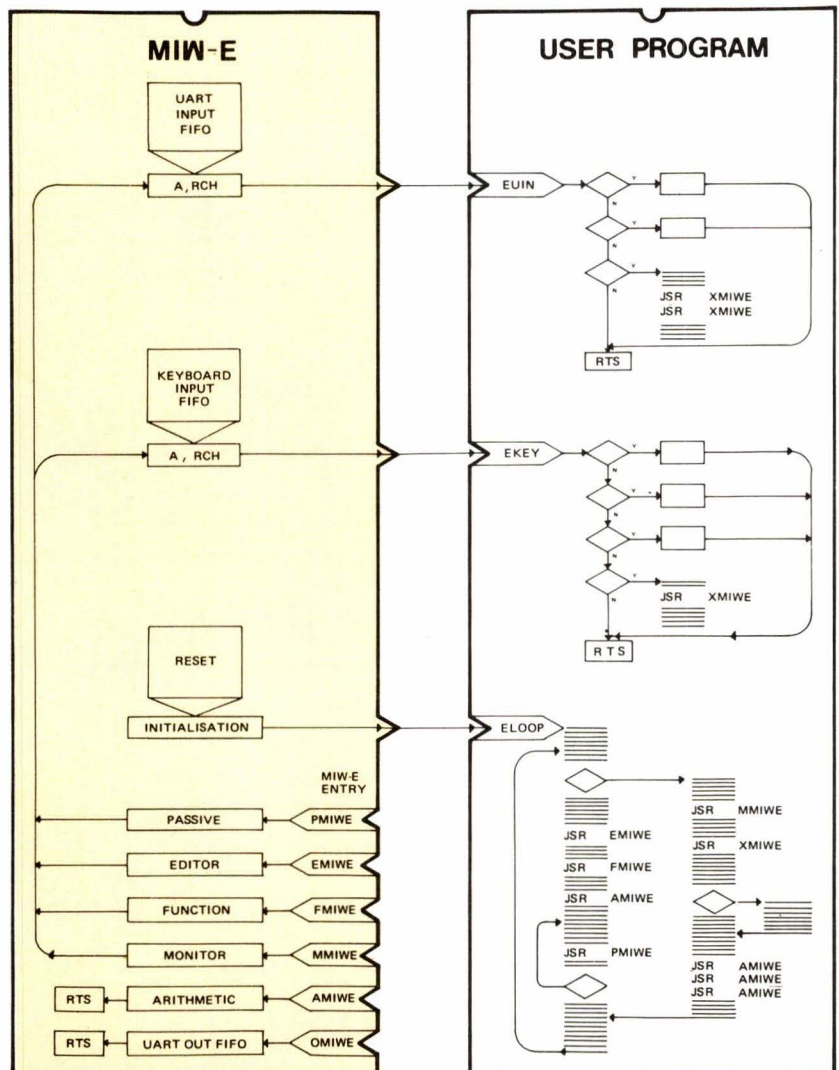 MIW-E
UART
INPUT
FIFO
A, RCH
KEYBOARD
INPUT
FIFO
A , RCH
RESET
INITIALISATION
MIW-E
ENTRY
PASSIVE PMIWE
EDITOR EMIWE
FUNCTION FMIWE
MONITOR MMIWE
RTS ARITHMETIC AMIWE
RTS UART OUT FIFO OMIWE
USER PROGRAM
EUIN
Y
N
Y
N
Y
N
JSR XMIWE
JSR XMIWE
RTS
EKEY
Y
N
Y
N
Y
N
Y
N
JSR XMIWE
RTS
ELOOP
JSR EMIWE
JSR FMIWE
JSR AMIWE
JSR PMIWE
JSR MMIWE
JSR XMIWE
JSR AMIWE
JSR AMIWE
JSR AMIWE